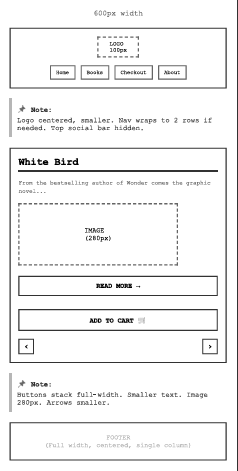 600px width
LOGO
100px
Home Books Checkout About
📌 Note:
Logo centered, smaller. Nav wraps to 2 rows if
needed. Top social bar hidden.
White Bird
From the bestselling author of Wonder comes the graphic
novel...
IMAGE
(280px)
READ MORE →
ADD TO CART 🛒
‹ ›
📌 Note:
Buttons stack full-width. Smaller text. Image
280px. Arrows smaller.
FOOTER
(Full width, centered, single column)